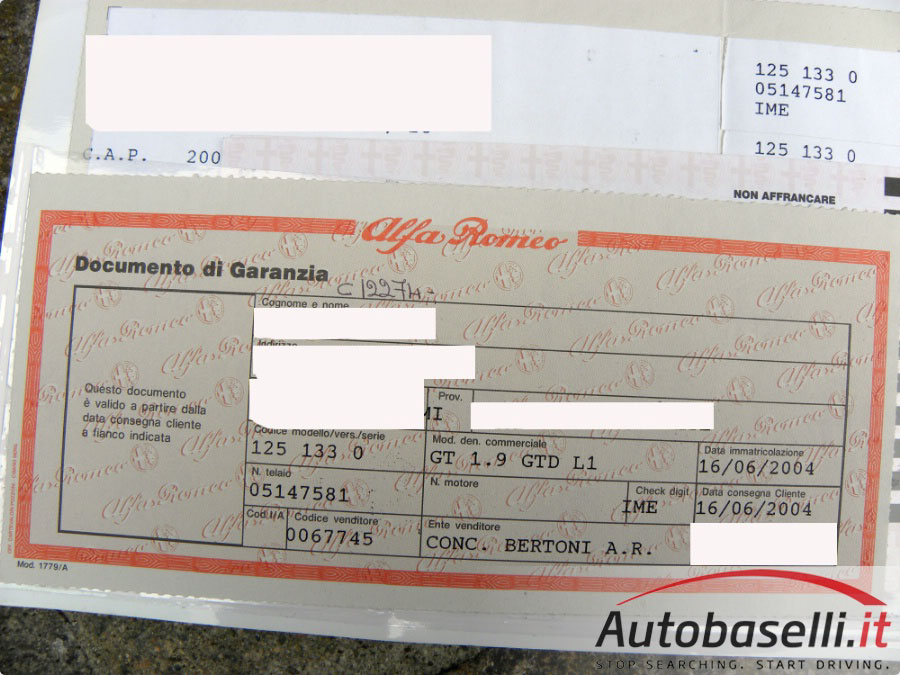 125 133 0
05147581
IME
C.A.P. 200
125 133 0
NON AFFRANCARE
Alfa Romeo
Documento di Garanzia
Cognome e nome
Indirizzo
Questo documento
è valido a partire dalla
data consegna cliente
a fianco indicata
MI
Prov.
Codice modello/vers./serie
125 133 0
Mod. den. commerciale
GT 1.9 GTD L1
Data immatricolazione
16/06/2004
N. telaio
05147581
N. motore
Check digit
IME
Data consegna Cliente
16/06/2004
Cod.I/A
Codice venditore
0067745
Ente venditore
CONC. BERTONI A.R.
Mod. 1779/A
Autobaselli.it
STOP SEARCHING. START DRIVING.